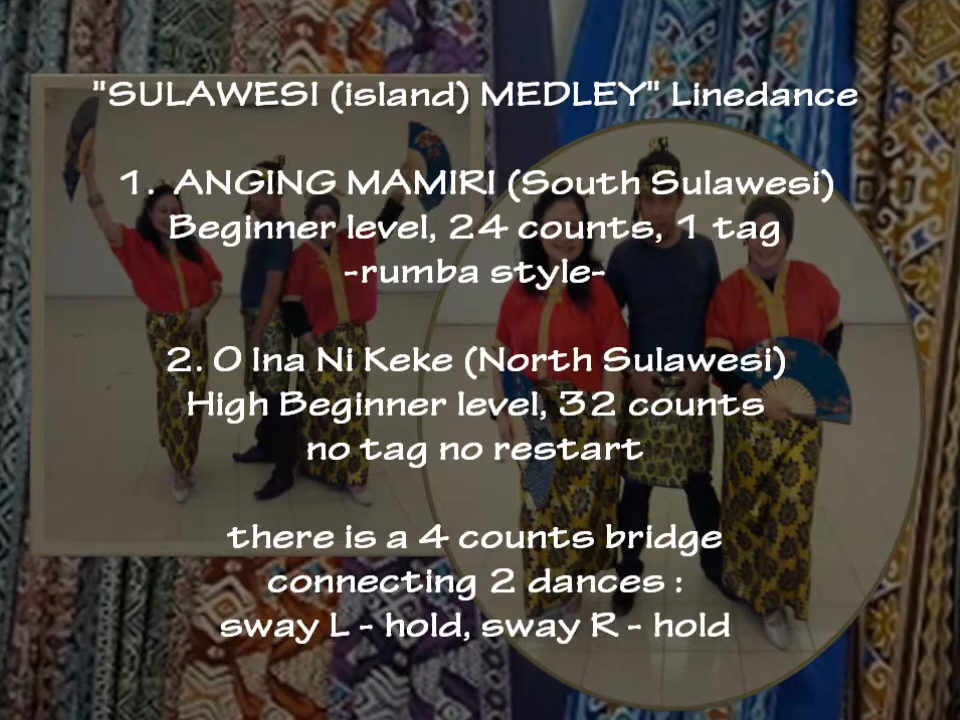 "SULAWESI (island) MEDLEY" Linedance
1. ANGING MAMIRI (South Sulawesi)
Beginner level, 24 counts, 1 tag
-rumba style-
2. O Ina Ni Keke (North Sulawesi)
High Beginner level, 32 counts
no tag no restart
there is a 4 counts bridge
connecting 2 dances :
sway L - hold, sway R - hold